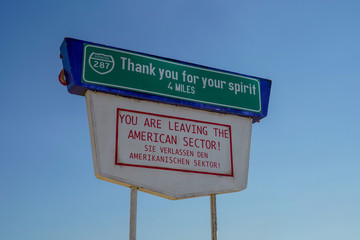 287
Thank you for your spirit
4 MILES
YOU ARE LEAVING THE
AMERICAN SECTOR!
SIE VERLASSEN DEN
AMERIKANISCHEN SEKTOR!